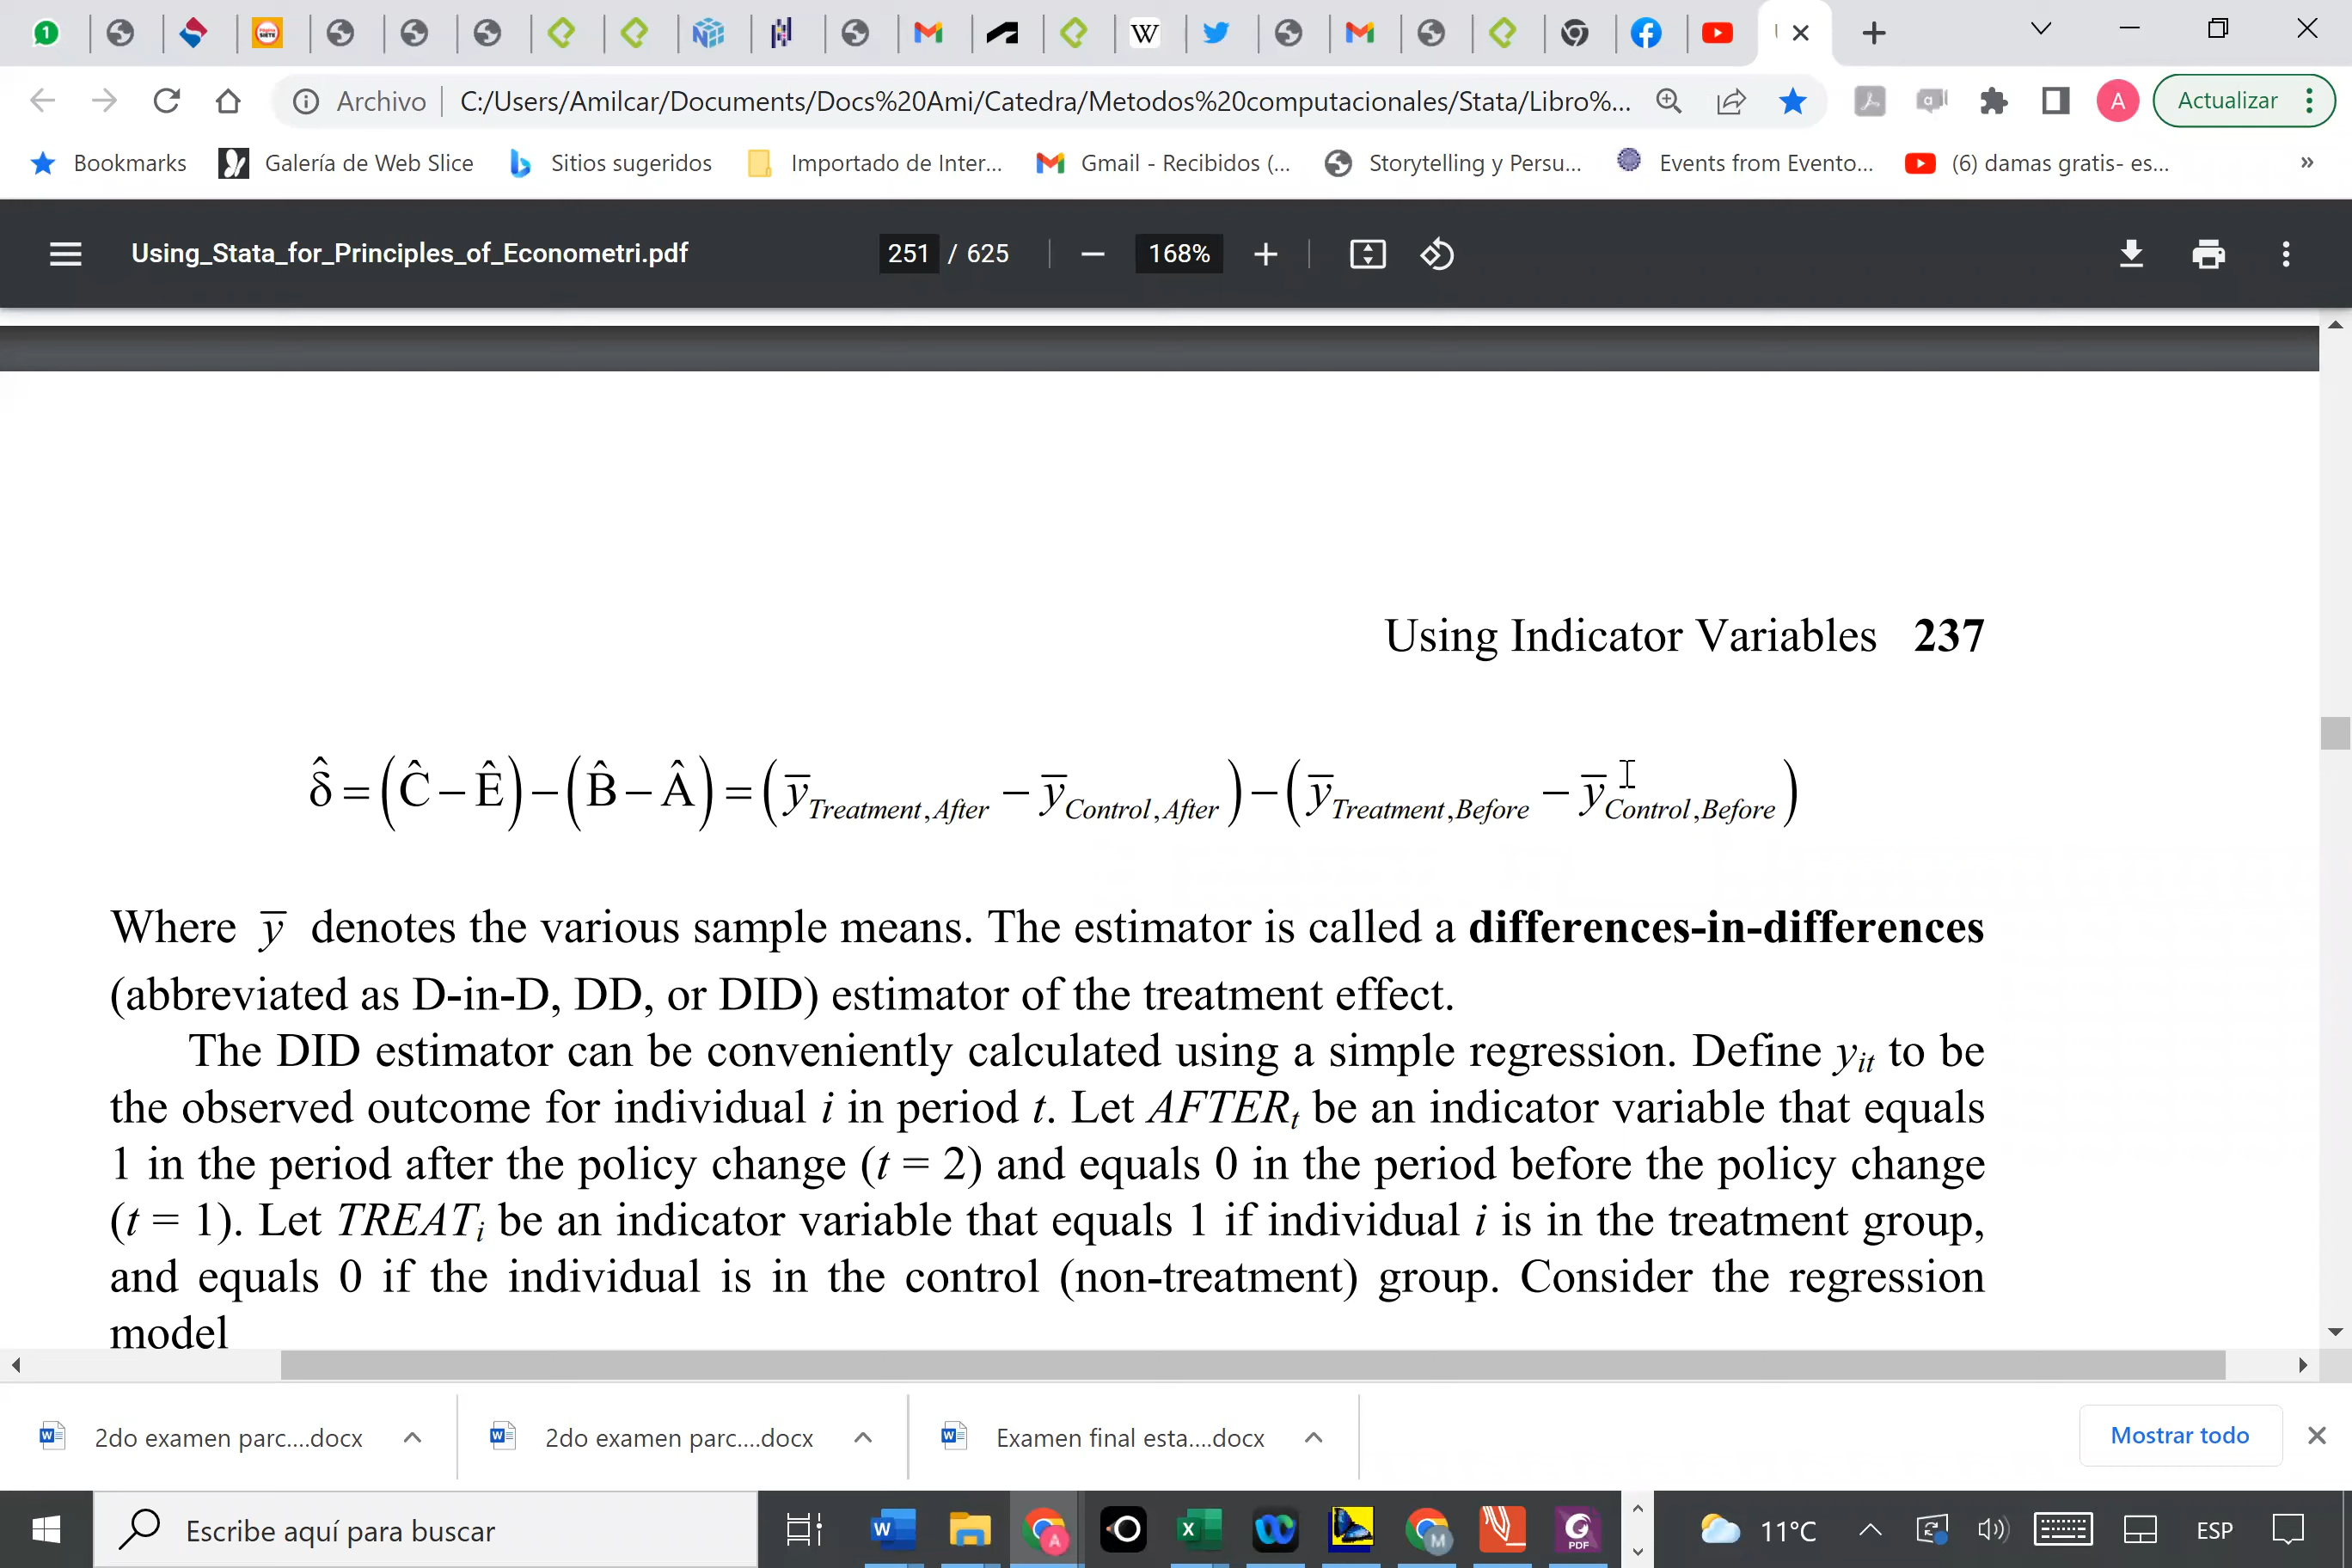 1
W
Archivo
C:/Users/Amilcar/Documents/Docs%20Ami/Catedra/Metodos%20computacionales/Stata/Libro%...
A
Actualizar
Bookmarks
Galería de Web Slice
Sitios sugeridos
Importado de Inter...
Gmail - Recibidos (...
Storytelling y Persu...
Events from Evento...
(6) damas gratis- es...
»
Using_Stata_for_Principles_of_Econometri.pdf
251 / 625
168%
Using Indicator Variables 237
δ̂ = (Ĉ − Ê) − (B̂ − Â) = (y̅Treatment,After − y̅Control,After) − (y̅Treatment,Before − y̅Control,Before)
Where y̅ denotes the various sample means. The estimator is called a differences-in-differences
(abbreviated as D-in-D, DD, or DID) estimator of the treatment effect.
The DID estimator can be conveniently calculated using a simple regression. Define yit to be
the observed outcome for individual i in period t. Let AFTERt be an indicator variable that equals
1 in the period after the policy change (t = 2) and equals 0 in the period before the policy change
(t = 1). Let TREATi be an indicator variable that equals 1 if individual i is in the treatment group,
and equals 0 if the individual is in the control (non-treatment) group. Consider the regression
model
2do examen parc....docx
2do examen parc....docx
Examen final esta....docx
Mostrar todo
Escribe aquí para buscar
11°C
ESP